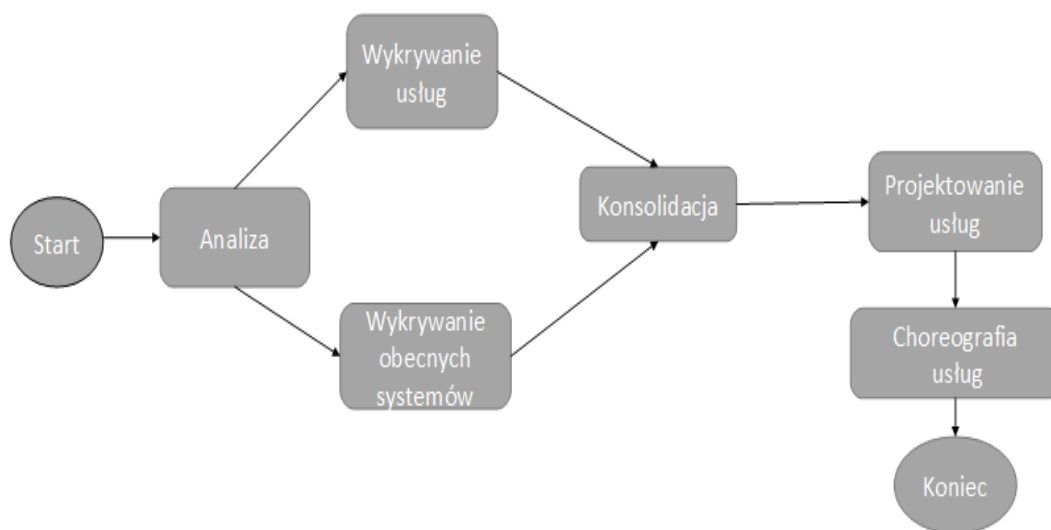 Start
Analiza
Wykrywanie
usług
Wykrywanie
obecnych
systemów
Konsolidacja
Projektowanie
usług
Choreografia
usług
Koniec